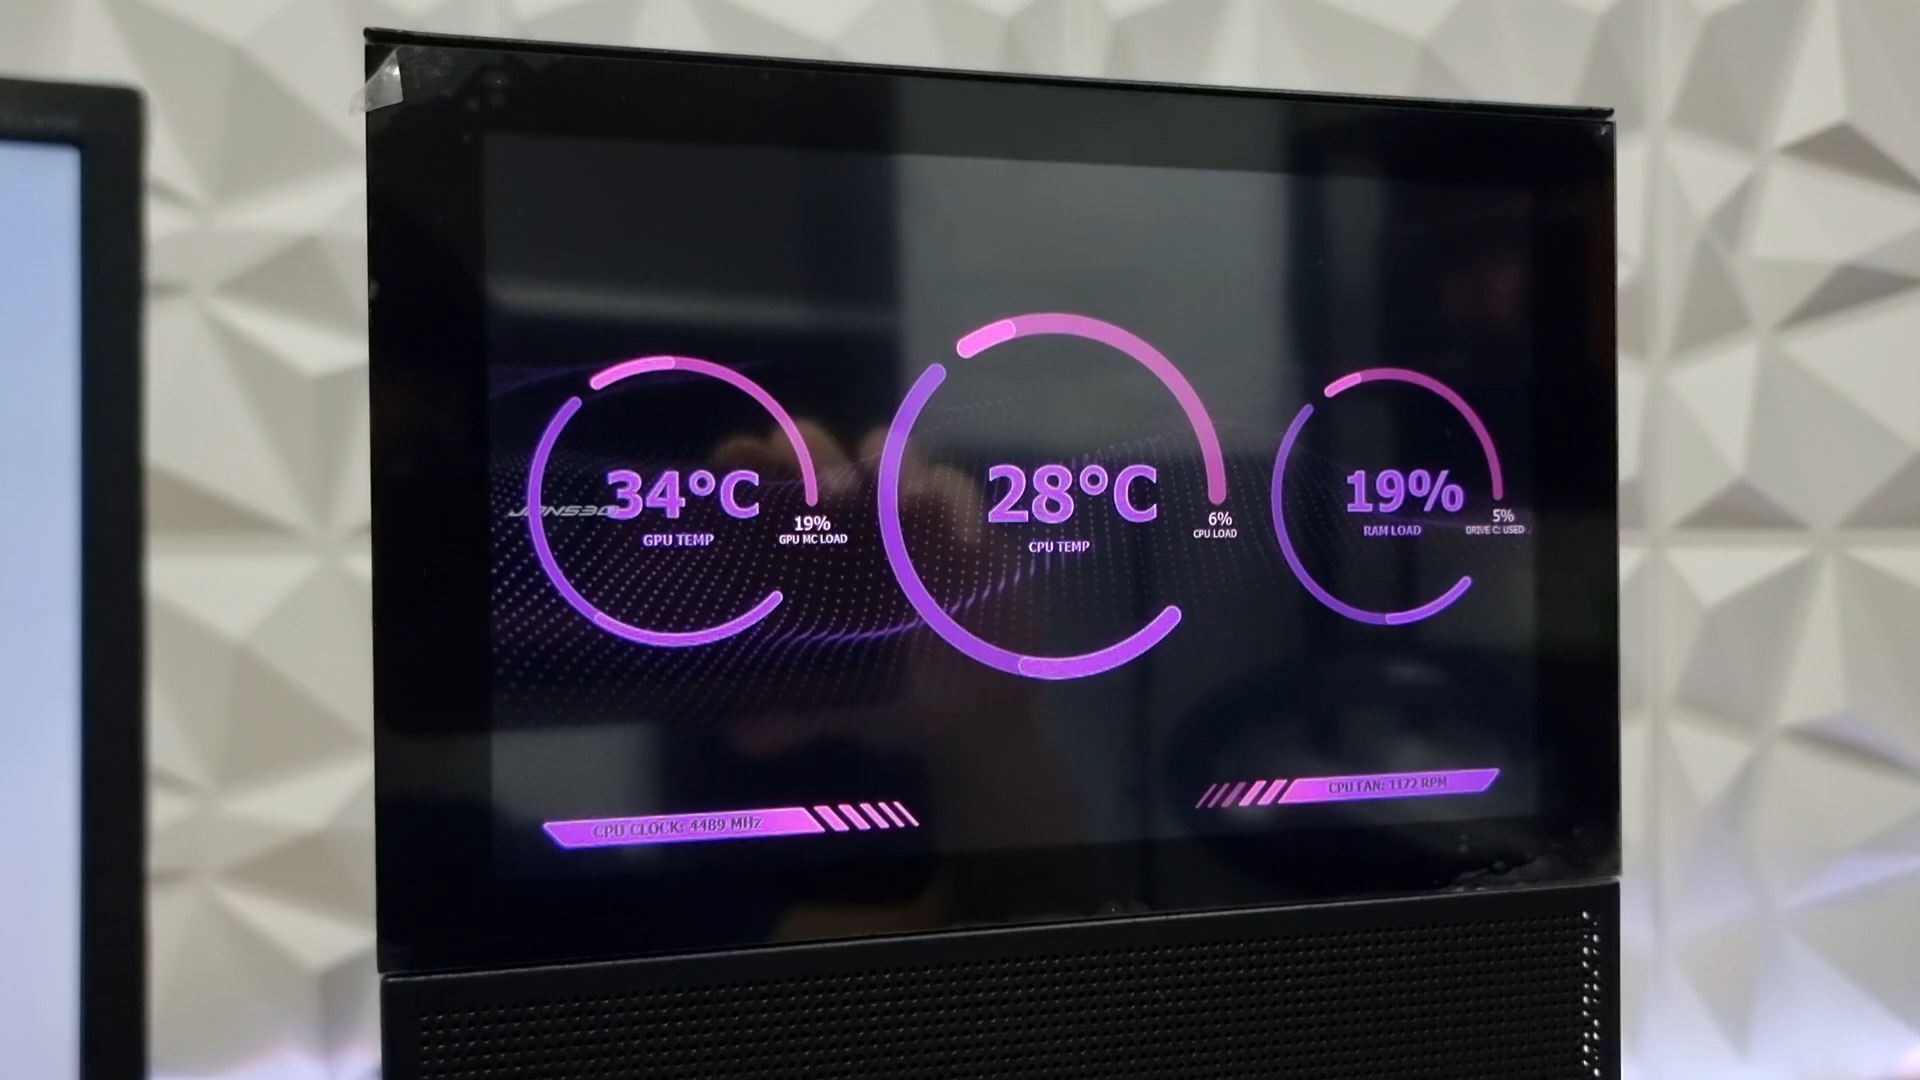 JONSBO
34°C
GPU TEMP
19%
GPU MC LOAD
28°C
CPU TEMP
6%
CPU LOAD
19%
RAM LOAD
5%
DRIVE C: USED
CPU CLOCK: 4489 MHz
CPU FAN: 1172 RPM